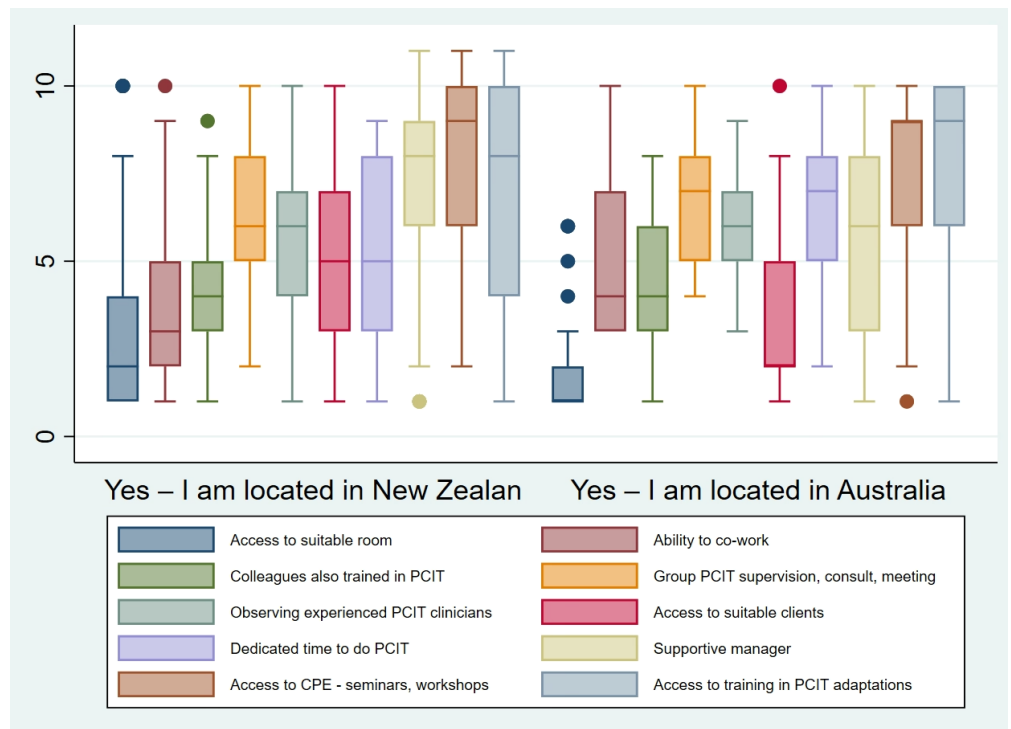 10
5
0
Yes – I am located in New Zealan
Yes – I am located in Australia
Access to suitable room
Ability to co-work
Colleagues also trained in PCIT
Group PCIT supervision, consult, meeting
Observing experienced PCIT clinicians
Access to suitable clients
Dedicated time to do PCIT
Supportive manager
Access to CPE - seminars, workshops
Access to training in PCIT adaptations